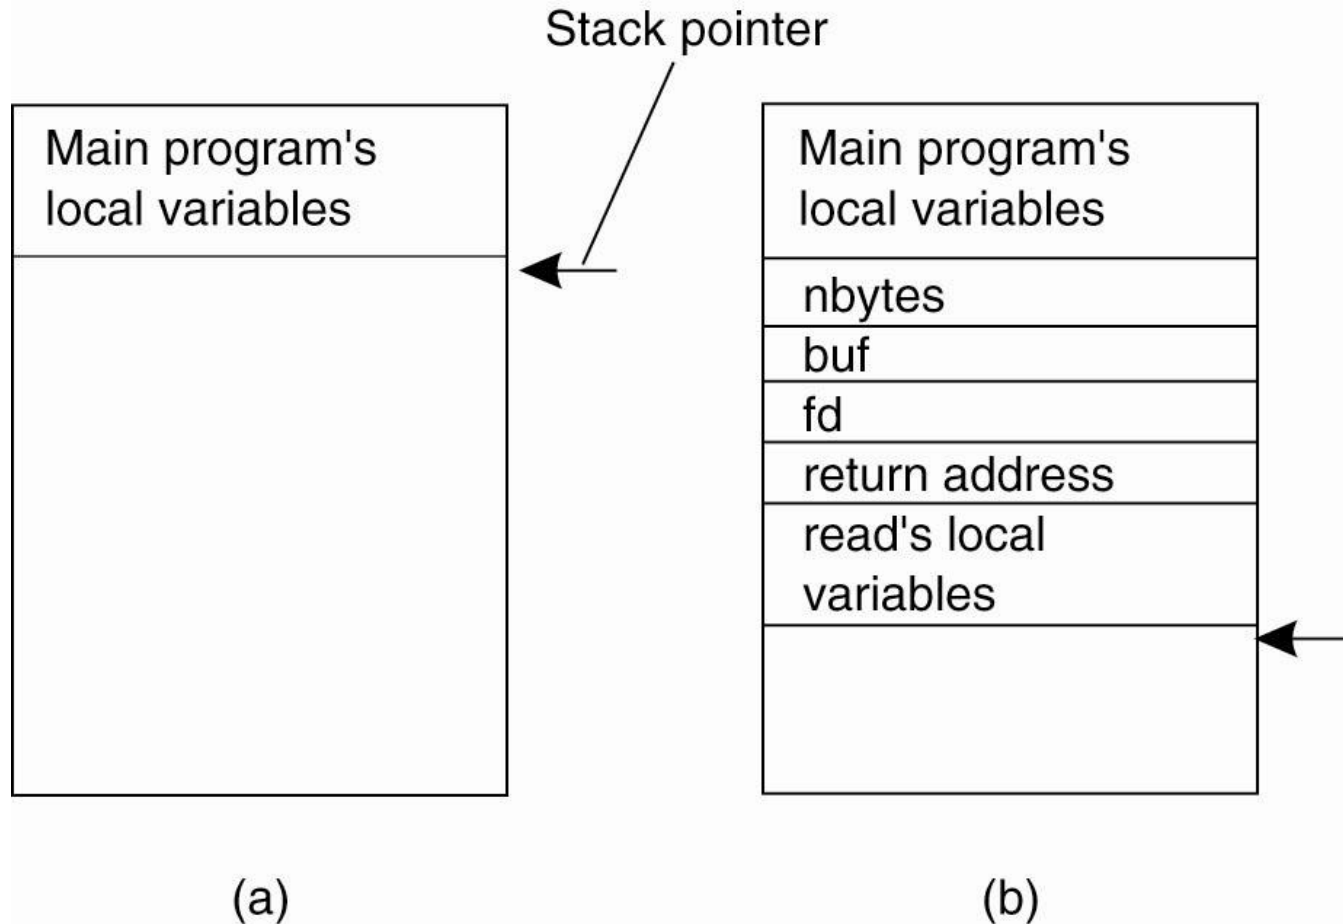 Stack pointer
Main program's
local variables
(a)
Main program's
local variables
nbytes
buf
fd
return address
read's local
variables
(b)